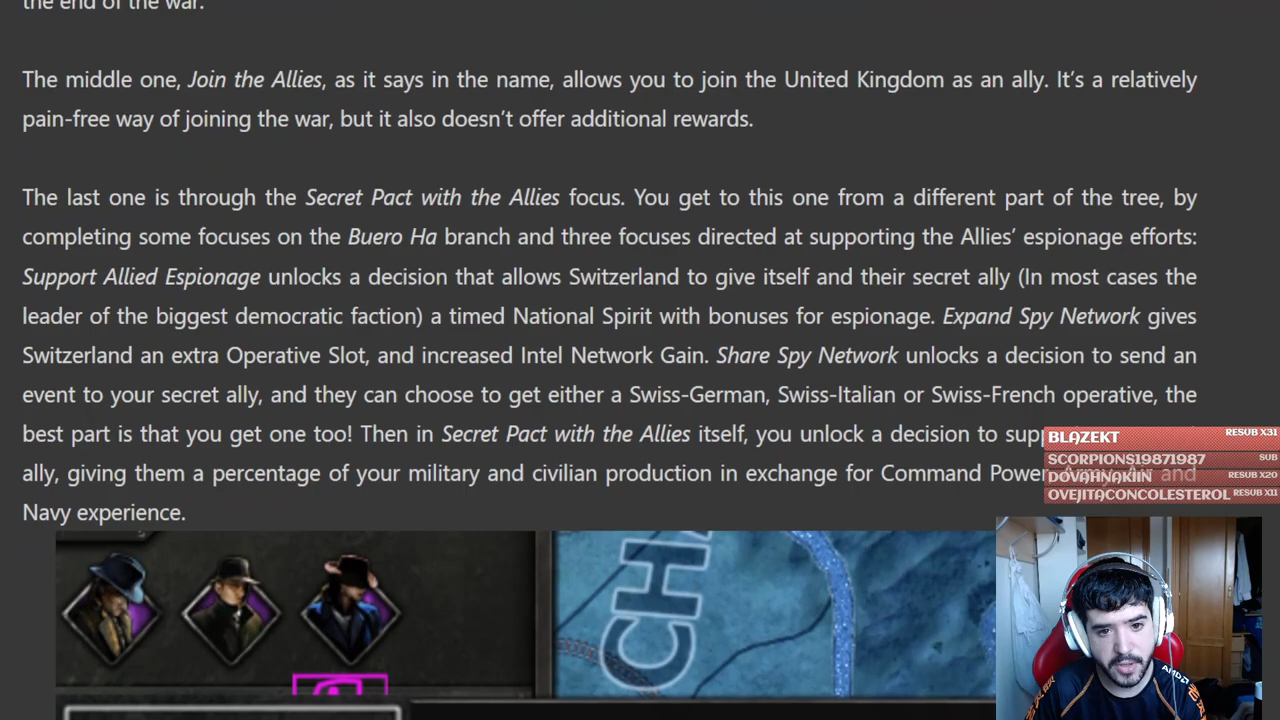 the end of the war.
The middle one, Join the Allies, as it says in the name, allows you to join the United Kingdom as an ally. It's a relatively
pain-free way of joining the war, but it also doesn't offer additional rewards.
The last one is through the Secret Pact with the Allies focus. You get to this one from a different part of the tree, by
completing some focuses on the Buero Ha branch and three focuses directed at supporting the Allies' espionage efforts:
Support Allied Espionage unlocks a decision that allows Switzerland to give itself and their secret ally (In most cases the
leader of the biggest democratic faction) a timed National Spirit with bonuses for espionage. Expand Spy Network gives
Switzerland an extra Operative Slot, and increased Intel Network Gain. Share Spy Network unlocks a decision to send an
event to your secret ally, and they can choose to get either a Swiss-German, Swiss-Italian or Swiss-French operative, the
best part is that you get one too! Then in Secret Pact with the Allies itself, you unlock a decision to
ally, giving them a percentage of your military and civilian production in exchange for Command Power, Army, Air and
Navy experience.
BLAZEKT RESUB X31
SCORPIONS19871987 SUB
DOVAHNAKIIN RESUB X20
OVEJITACONCOLESTEROL RESUB X11
CH
AMD